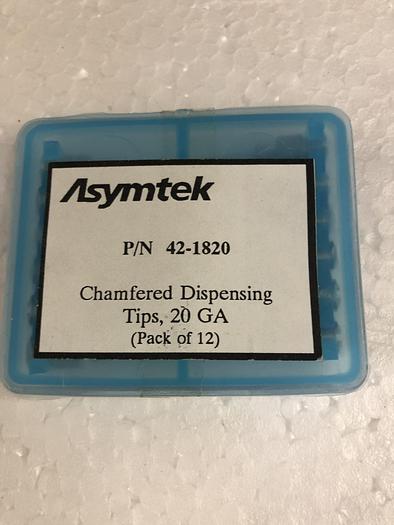 Asymtek
P/N 42-1820
Chamfered Dispensing
Tips, 20 GA
(Pack of 12)